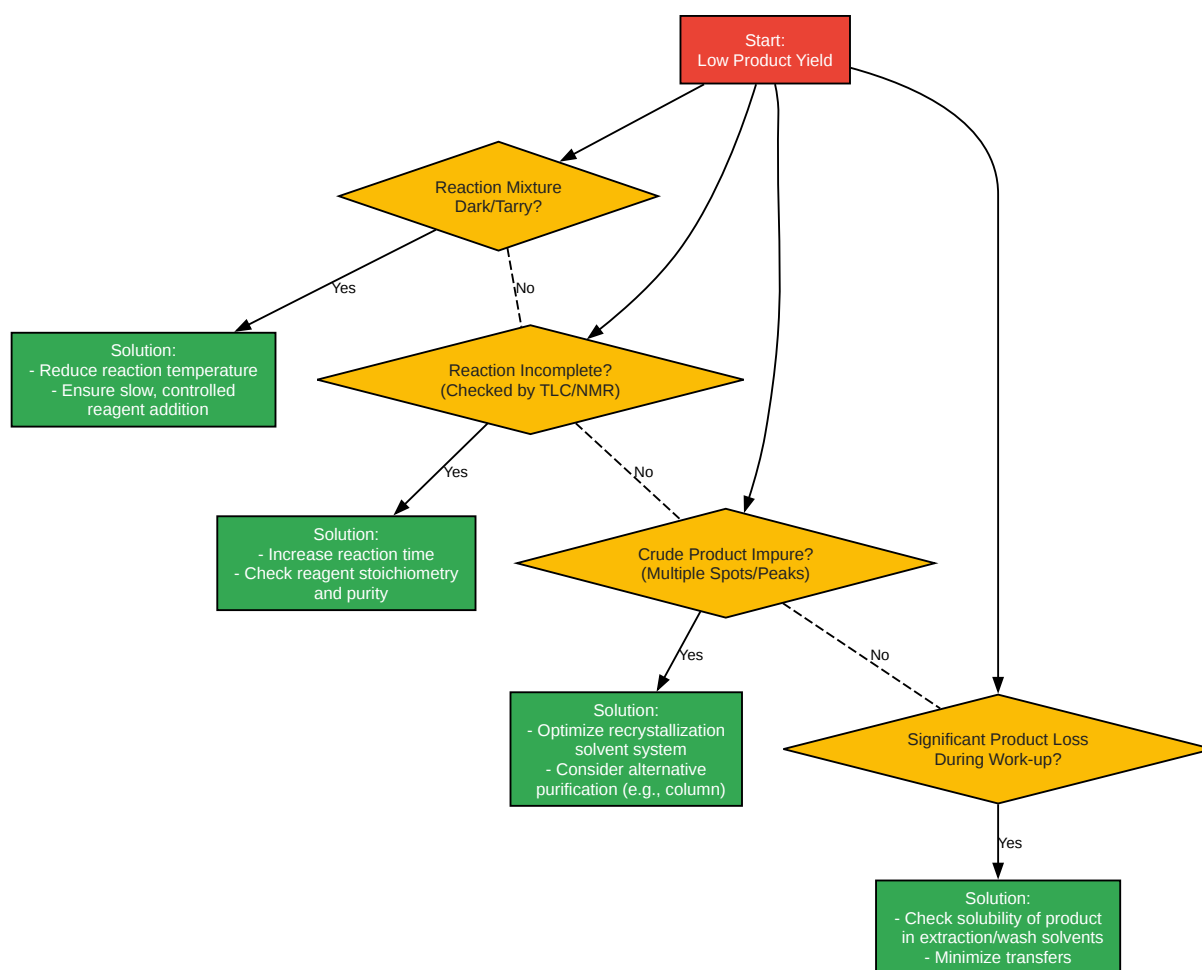 Start:
Low Product Yield
Reaction Mixture
Dark/Tarry?
Yes
No
Solution:
- Reduce reaction temperature
- Ensure slow, controlled
reagent addition
Reaction Incomplete?
(Checked by TLC/NMR)
Yes
No
Solution:
- Increase reaction time
- Check reagent stoichiometry
and purity
Crude Product Impure?
(Multiple Spots/Peaks)
Yes
No
Solution:
- Optimize recrystallization
solvent system
- Consider alternative
purification (e.g., column)
Significant Product Loss
During Work-up?
Yes
Solution:
- Check solubility of product
in extraction/wash solvents
- Minimize transfers